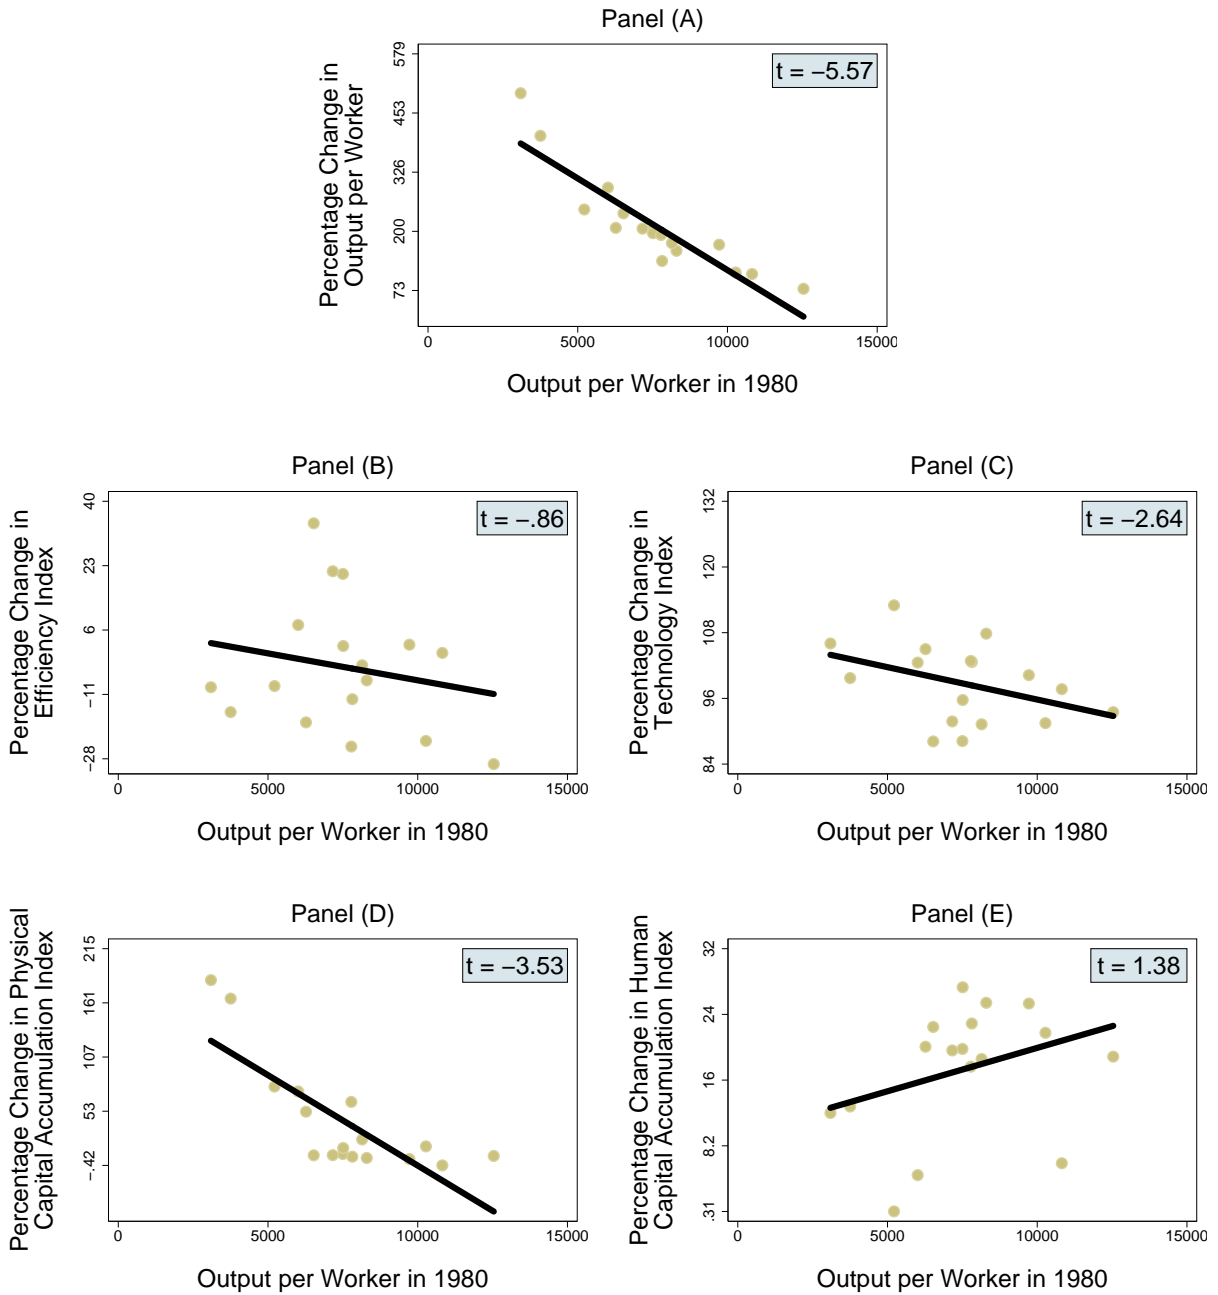 Panel (A)
Percentage Change in
Output per Worker
579
453
326
200
73
t = −5.57
0 5000 10000 15000
Output per Worker in 1980
Panel (B)
Percentage Change in
Efficiency Index
40
23
6
−11
−28
t = −.86
0 5000 10000 15000
Output per Worker in 1980
Panel (C)
Percentage Change in
Technology Index
132
120
108
96
84
t = −2.64
0 5000 10000 15000
Output per Worker in 1980
Panel (D)
Percentage Change in Physical
Capital Accumulation Index
215
161
107
53
−.42
t = −3.53
0 5000 10000 15000
Output per Worker in 1980
Panel (E)
Percentage Change in Human
Capital Accumulation Index
32
24
16
8.2
.31
t = 1.38
0 5000 10000 15000
Output per Worker in 1980